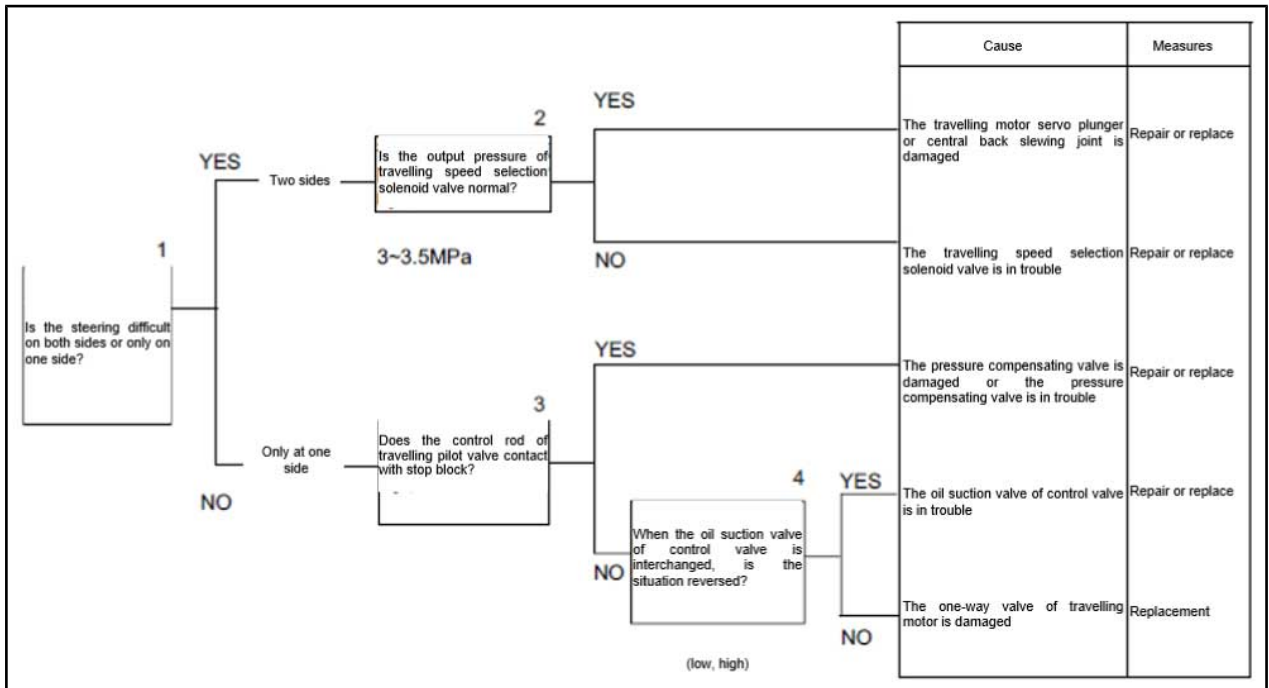 Cause
Measures
1
Is the steering difficult
on both sides or only on
one side?
YES
Two sides
2
Is the output pressure of
travelling speed selection
solenoid valve normal?
3~3.5MPa
YES
The travelling motor servo plunger
or central back slewing joint is
damaged
Repair or replace
NO
The travelling speed selection
solenoid valve is in trouble
Repair or replace
NO
Only at one
side
3
Does the control rod of
travelling pilot valve contact
with stop block?
YES
The pressure compensating valve is
damaged or the pressure
compensating valve is in trouble
Repair or replace
NO
4
When the oil suction valve
of control valve is
interchanged, is the
situation reversed?
(low, high)
YES
The oil suction valve of control valve
is in trouble
Repair or replace
NO
The one-way valve of travelling
motor is damaged
Replacement